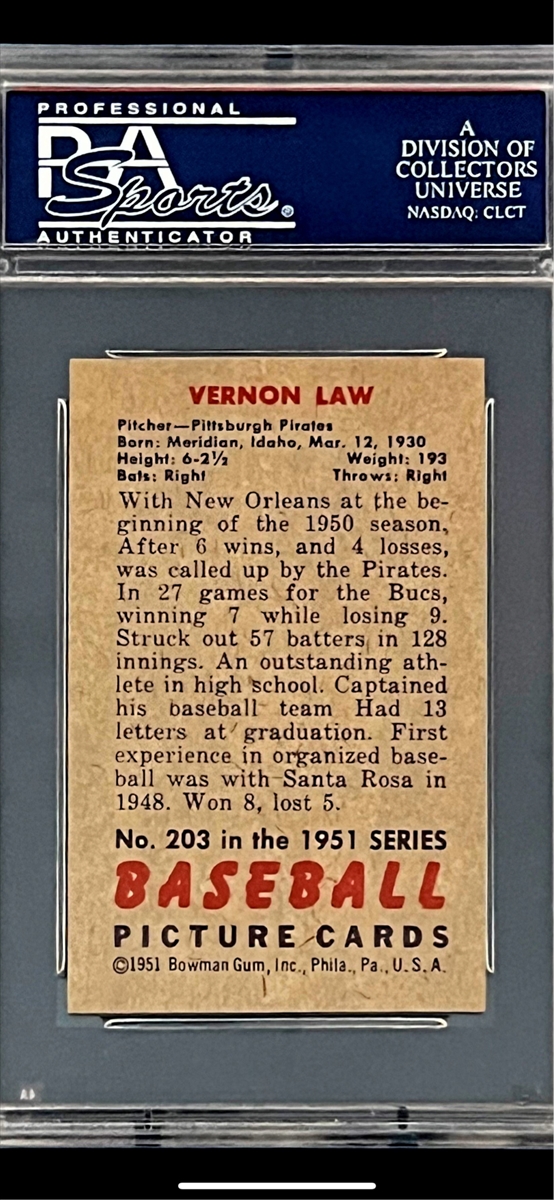 PROFESSIONAL
PSA
Sports
AUTHENTICATOR
A
DIVISION OF
COLLECTORS
UNIVERSE
NASDAQ: CLCT
VERNON LAW
Pitcher—Pittsburgh Pirates
Born: Meridian, Idaho, Mar. 12, 1930
Height: 6-2½ Weight: 193
Bats: Right Throws: Right
With New Orleans at the be-
ginning of the 1950 season,
After 6 wins, and 4 losses,
was called up by the Pirates.
In 27 games for the Bucs,
winning 7 while losing 9.
Struck out 57 batters in 128
innings. An outstanding ath-
lete in high school. Captained
his baseball team Had 13
letters at graduation. First
experience in organized base-
ball was with Santa Rosa in
1948. Won 8, lost 5.
No. 203 in the 1951 SERIES
BASEBALL
PICTURE CARDS
©1951 Bowman Gum, Inc., Phila., Pa., U.S.A.